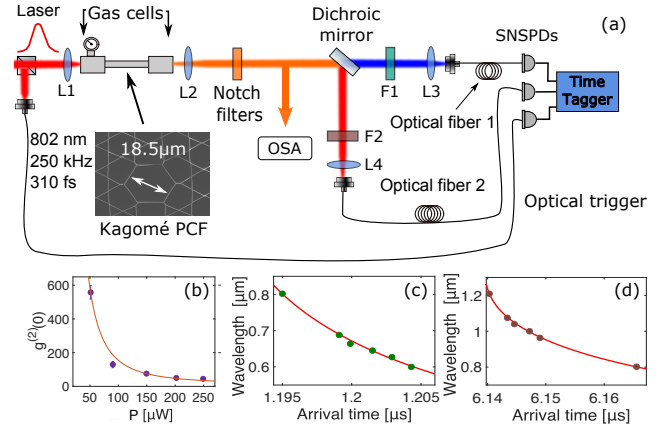 Laser
Gas cells
(a)
Dichroic
mirror
SNSPDs
L1
L2
Notch
filters
F1
L3
Time
Tagger
Optical fiber 1
802 nm
250 kHz
310 fs
18.5μm
OSA
F2
L4
Optical fiber 2
Optical trigger
Kagomé PCF
(b)
g(2)(0)
600
400
200
0
50
100
150
200
250
P [μW]
(c)
Wavelength [μm]
0.8
0.7
0.6
1.195
1.2
1.205
Arrival time [μs]
(d)
Wavelength [μm]
1.2
1
0.8
6.14
6.15
6.16
Arrival time [μs]